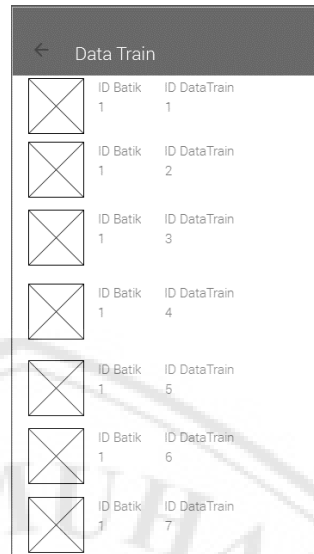 Data Train
ID Batik ID DataTrain
1 1
ID Batik ID DataTrain
1 2
ID Batik ID DataTrain
1 3
ID Batik ID DataTrain
1 4
ID Batik ID DataTrain
1 5
ID Batik ID DataTrain
1 6
ID Batik ID DataTrain
1 7
MUHA